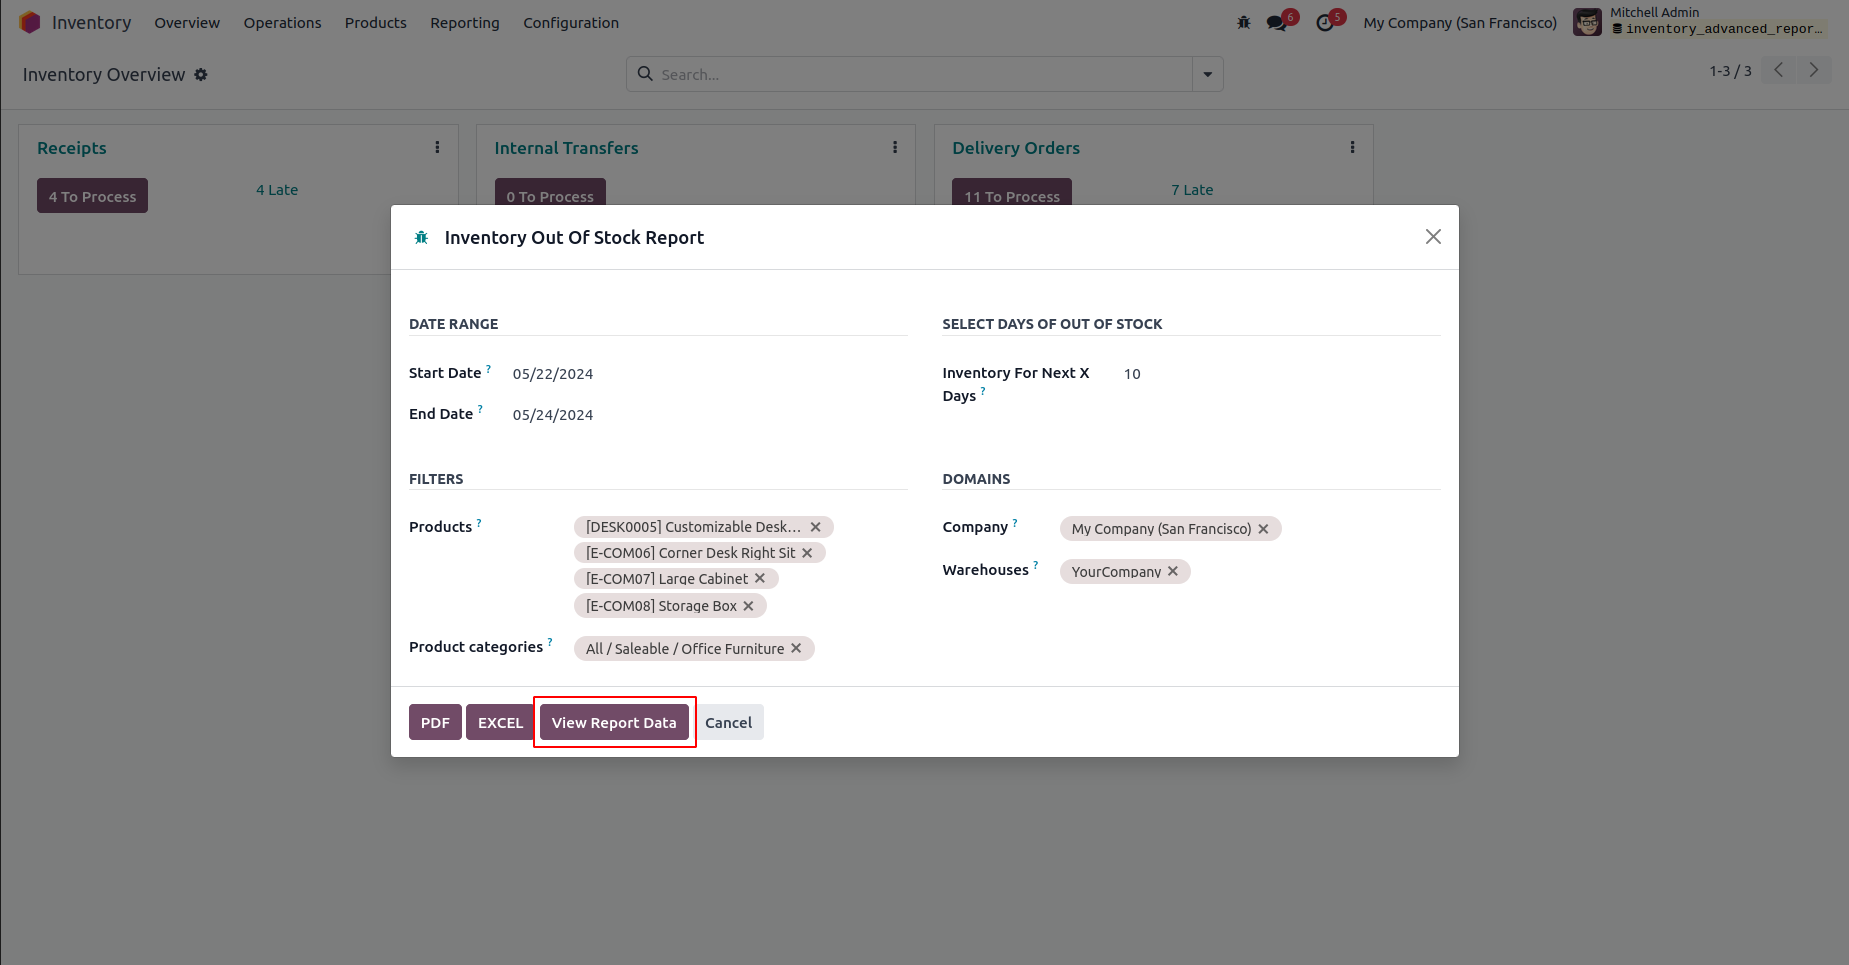 Inventory Overview Operations Products Reporting Configuration 6 5 My Company (San Francisco) Mitchell Admin
inventory_advanced_repor…
Inventory Overview Search... 1-3 / 3
Receipts Internal Transfers Delivery Orders
4 To Process 4 Late 0 To Process 11 To Process 7 Late
Inventory Out Of Stock Report
DATE RANGE SELECT DAYS OF OUT OF STOCK
Start Date ? 05/22/2024 Inventory For Next X Days ? 10
End Date ? 05/24/2024
FILTERS DOMAINS
Products ? [DESK0005] Customizable Desk… Company ? My Company (San Francisco)
[E-COM06] Corner Desk Right Sit
[E-COM07] Large Cabinet Warehouses ? YourCompany
[E-COM08] Storage Box
Product categories ? All / Saleable / Office Furniture
PDF EXCEL View Report Data Cancel